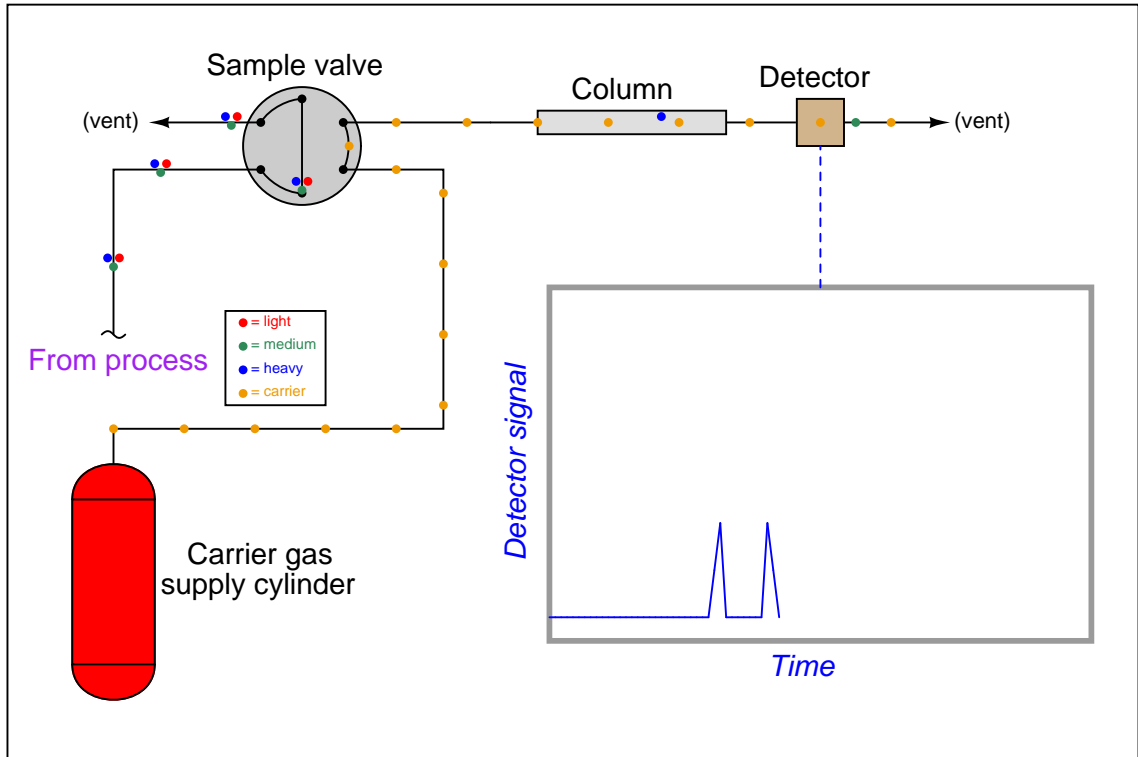 Sample valve
Column
Detector
(vent)
(vent)
From process
= light
= medium
= heavy
= carrier
Carrier gas
supply cylinder
Detector signal
Time